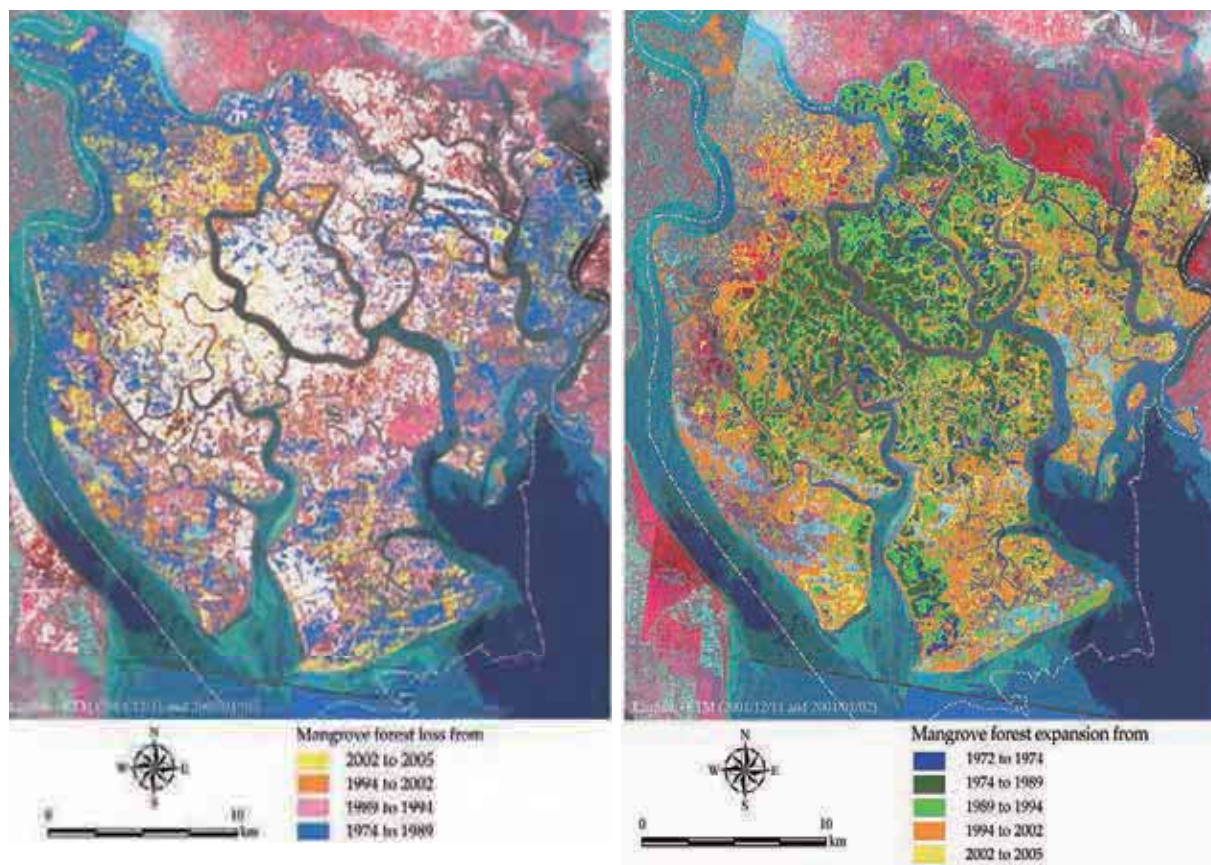 N
W
E
S
0
10
km
Mangrove forest loss from
2002 to 2005
1994 to 2002
1989 to 1994
1974 to 1989
N
W
E
S
0
10
km
Mangrove forest expansion from
1972 to 1974
1974 to 1989
1989 to 1994
1994 to 2002
2002 to 2005